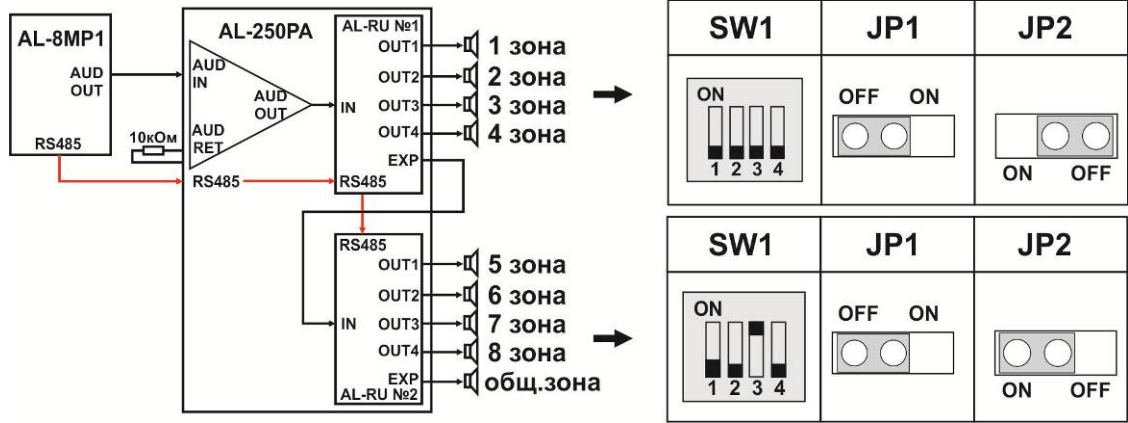 AL-8MP1
AUD
OUT
RS485
AL-250PA
AUD
IN
AUD
OUT
AUD
RET
10кОм
RS485
AL-RU №1
OUT1
OUT2
IN
OUT3
OUT4
EXP
RS485
1 зона
2 зона
3 зона
4 зона
RS485
OUT1
OUT2
IN
OUT3
OUT4
EXP
AL-RU №2
5 зона
6 зона
7 зона
8 зона
общ.зона
SW1 JP1 JP2
ON
1 2 3 4
OFF ON
ON OFF
SW1 JP1 JP2
ON
1 2 3 4
OFF ON
ON OFF